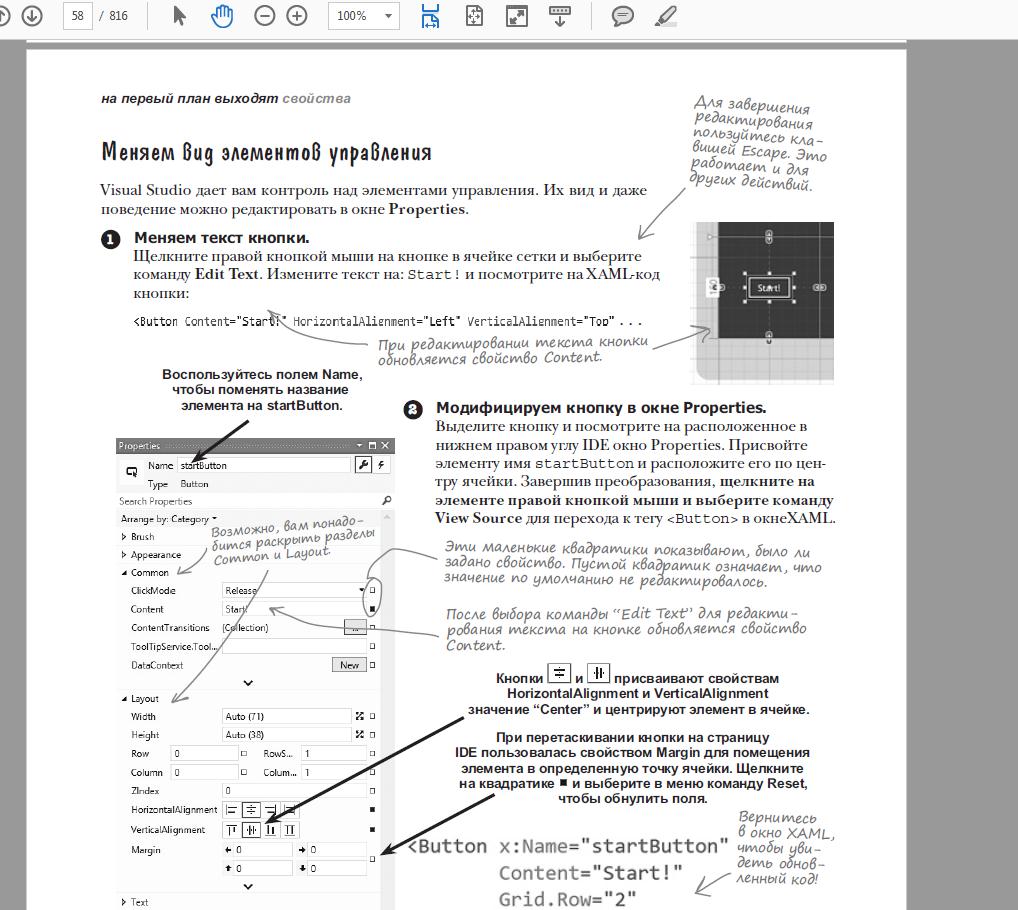 58 / 816
100%
на первый план выходят свойства
Для завершения
редактирования
пользуйтесь кла-
вишей Escape. Это
работает и для
других действий.
Меняем вид элементов управления
Visual Studio дает вам контроль над элементами управления. Их вид и даже
поведение можно редактировать в окне Properties.
1 Меняем текст кнопки.
Щелкните правой кнопкой мыши на кнопке в ячейке сетки и выберите
команду Edit Text. Измените текст на: Start! и посмотрите на XAML-код
кнопки:
<Button Content="Start!" HorizontalAlignment="Left" VerticalAlignment="Top" ...
Start!
При редактировании текста кнопки
обновляется свойство Content.
Воспользуйтесь полем Name,
чтобы поменять название
элемента на startButton.
2 Модифицируем кнопку в окне Properties.
Выделите кнопку и посмотрите на расположенное в
нижнем правом углу IDE окно Properties. Присвойте
элементу имя startButton и расположите его по цен-
тру ячейки. Завершив преобразования, щелкните на
элементе правой кнопкой мыши и выберите команду
View Source для перехода к тегу <Button> в окнеXAML.
Properties
Name startButton
Type Button
Search Properties
Arrange by: Category
Brush
Appearance
Возможно, вам понадо-
бится раскрыть разделы
Common и Layout.
Common
ClickMode Release
Content Start!
ContentTransitions (Collection) ...
ToolTipService.Tool...
DataContext New
Layout
Width Auto (71)
Height Auto (38)
Row 0 RowS... 1
Column 0 Colum... 1
ZIndex 0
HorizontalAlignment
VerticalAlignment
Margin 0 0
0 0
Text
Эти маленькие квадратики показывают, было ли
задано свойство. Пустой квадратик означает, что
значение по умолчанию не редактировалось.
После выбора команды “Edit Text” для редакти-
рования текста на кнопке обновляется свойство
Content.
Кнопки и присваивают свойствам
HorizontalAlignment и VerticalAlignment
значение “Center” и центрируют элемент в ячейке.
При перетаскивании кнопки на страницу
IDE пользовалась свойством Margin для помещения
элемента в определенную точку ячейки. Щелкните
на квадратике ■ и выберите в меню команду Reset,
чтобы обнулить поля.
<Button x:Name="startButton"
Content="Start!"
Grid.Row="2"
Вернитесь
в окно XAML,
чтобы уви-
деть обнов-
ленный код!